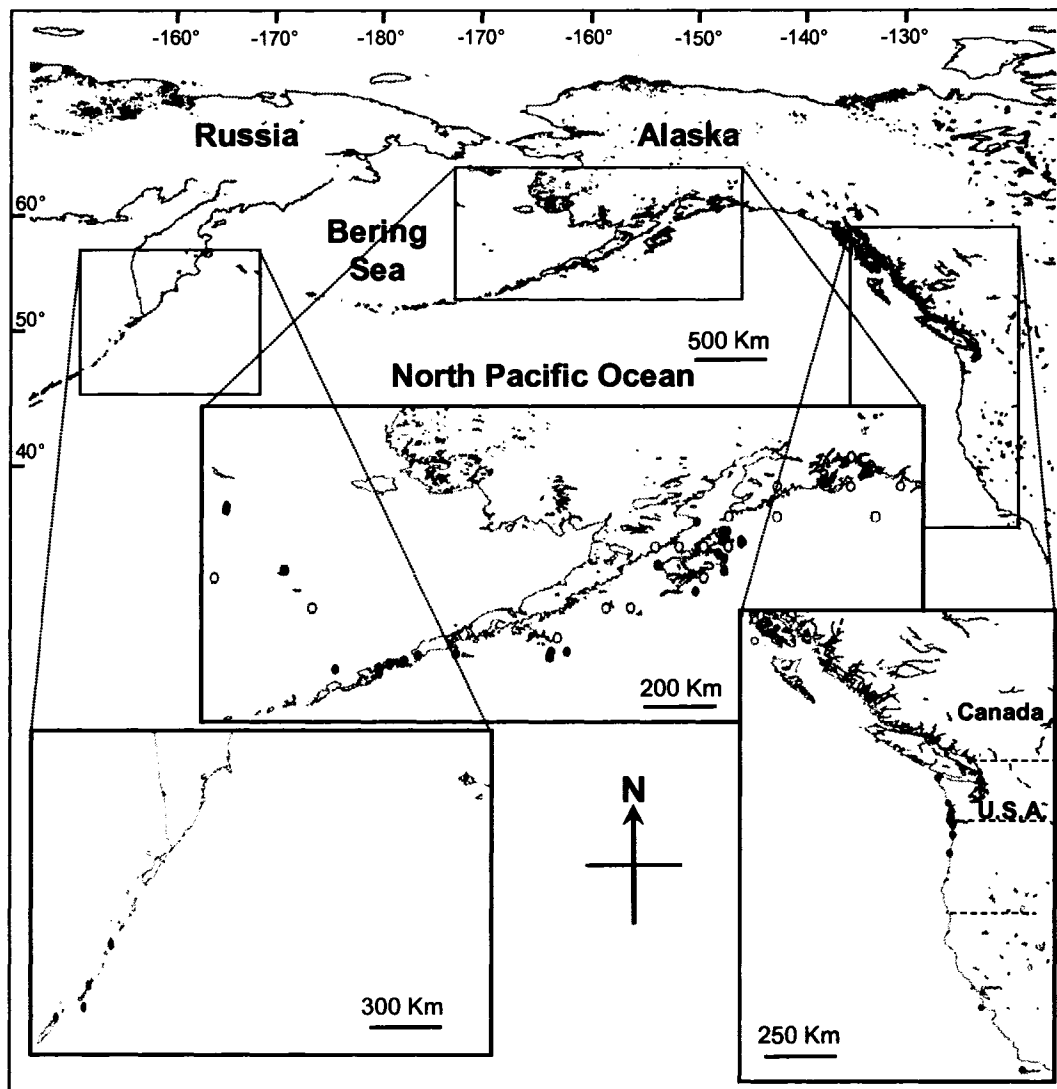 -160° -170° -180° -160° -150° -140° -130°
Russia
Alaska
60°
Bering
Sea
50°
500 Km
North Pacific Ocean
40°
200 Km
Canada
N
U.S.A.
300 Km
250 Km